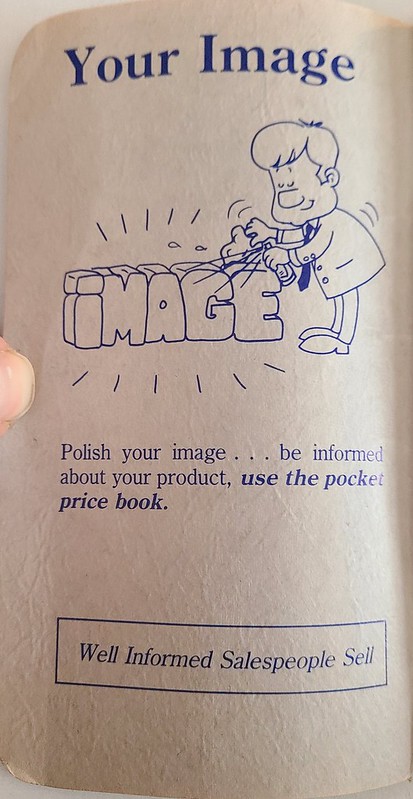 Your Image
iMAGE
Polish your image . . . be informed
about your product, use the pocket
price book.
Well Informed Salespeople Sell